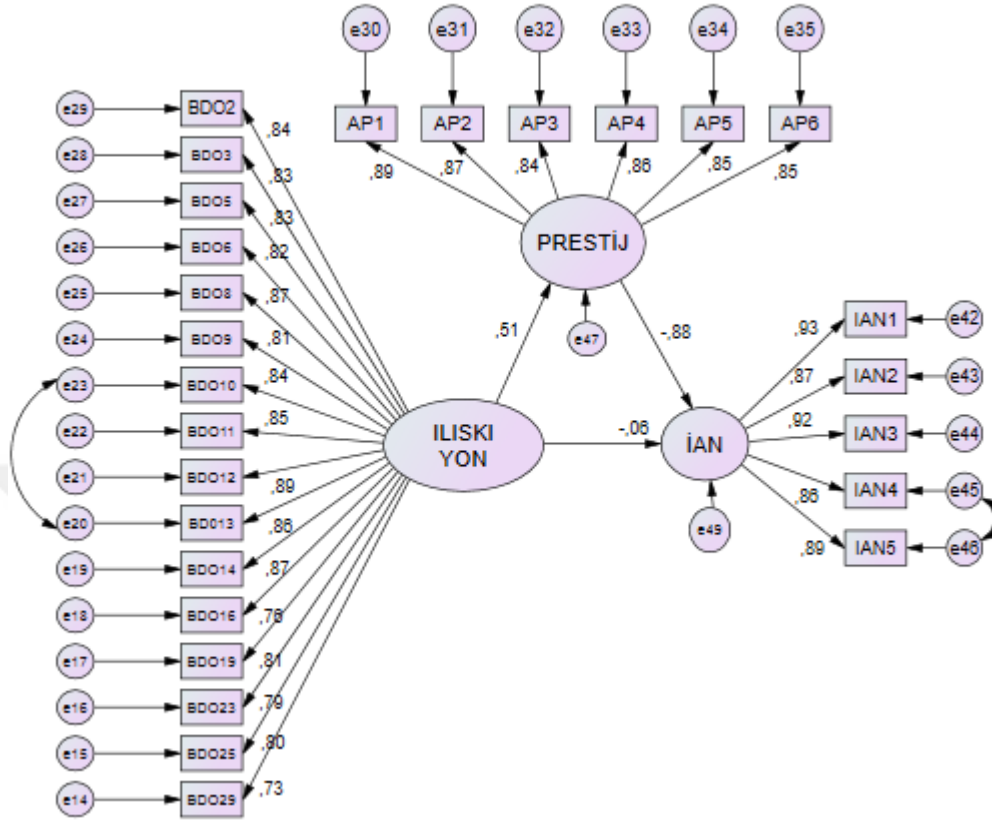 e30 e31 e32 e33 e34 e35
AP1 AP2 AP3 AP4 AP5 AP6
,89 ,87 ,84 ,86 ,85 ,85
PRESTİJ
e47
,51
-,88
-,06
e29 BDO2 ,84
e28 BDO3 ,83
e27 BDO5 ,83
e26 BDO6 ,82
e25 BDO8 ,87
e24 BDO9 ,81
e23 BDO10 ,84
e22 BDO11 ,85
e21 BDO12 ,89
e20 BD013 ,86
e19 BDO14 ,87
e18 BDO16 ,76
e17 BDO19 ,81
e16 BDO23 ,79
e15 BDO25 ,80
e14 BDO29 ,73
ILISKI
YON
İAN
e49
,93 IAN1 e42
,87 IAN2 e43
,92 IAN3 e44
,86 IAN4 e45
,89 IAN5 e46